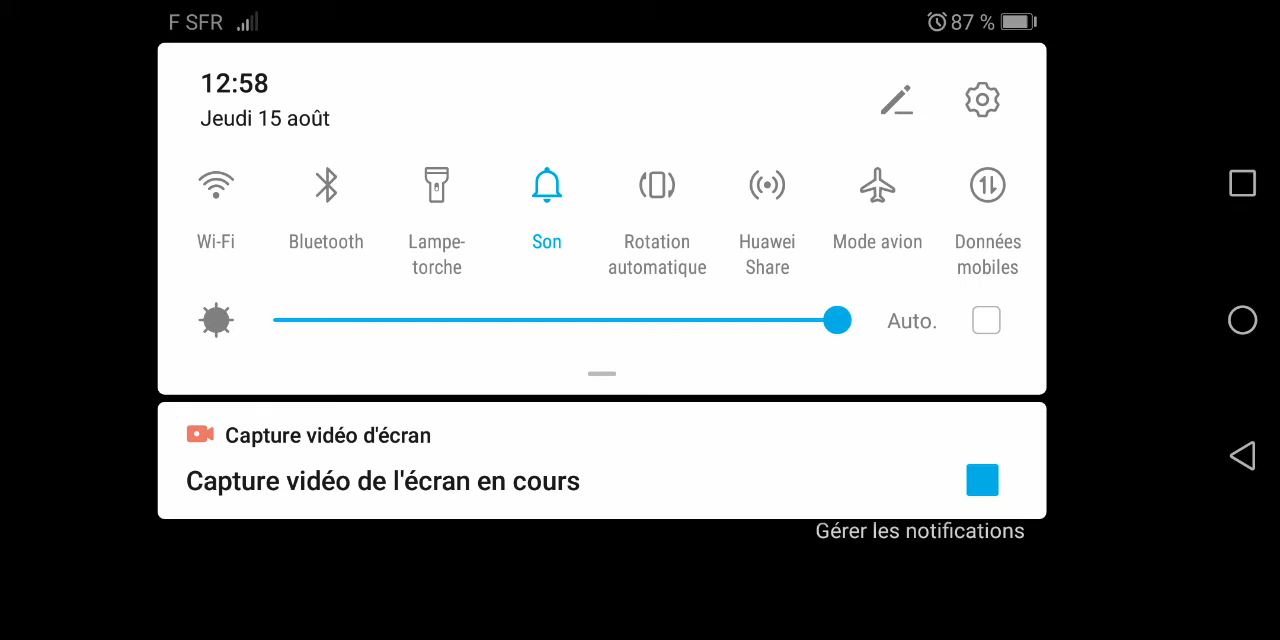 F SFR
87 %
12:58
Jeudi 15 août
Wi-Fi
Bluetooth
Lampe-
torche
Son
Rotation
automatique
Huawei
Share
Mode avion
Données
mobiles
Auto.
Capture vidéo d'écran
Capture vidéo de l'écran en cours
Gérer les notifications